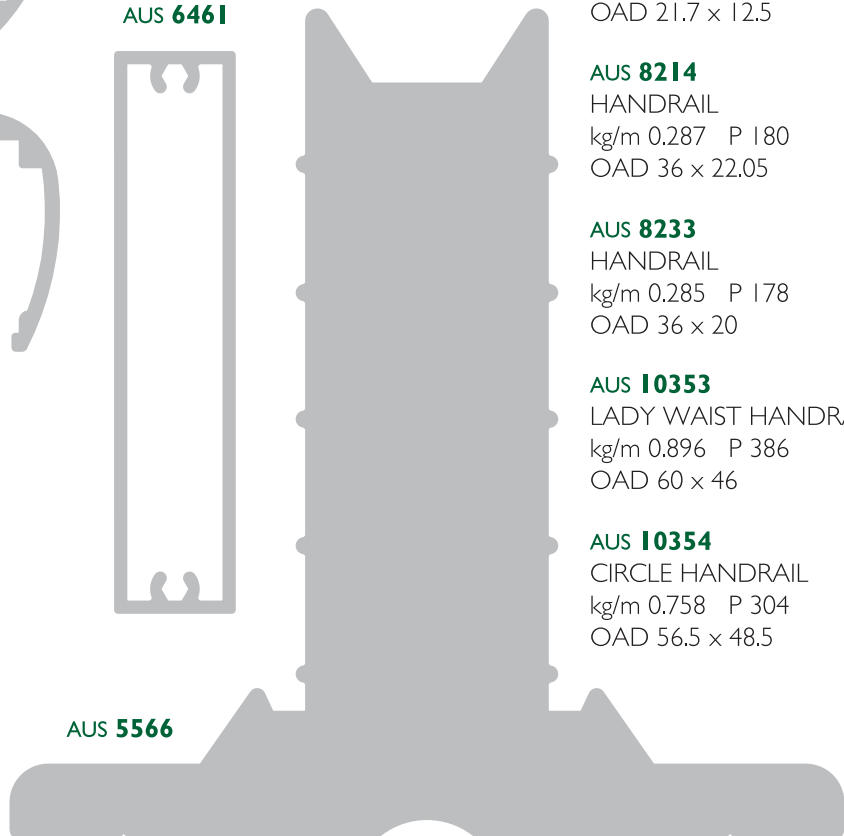 AUS 6461
OAD 21.7 x 12.5
AUS 8214
HANDRAIL
kg/m 0.287 P 180
OAD 36 x 22.05
AUS 8233
HANDRAIL
kg/m 0.285 P 178
OAD 36 x 20
AUS 10353
LADY WAIST HANDRA
kg/m 0.896 P 386
OAD 60 x 46
AUS 10354
CIRCLE HANDRAIL
kg/m 0.758 P 304
OAD 56.5 x 48.5
AUS 5566